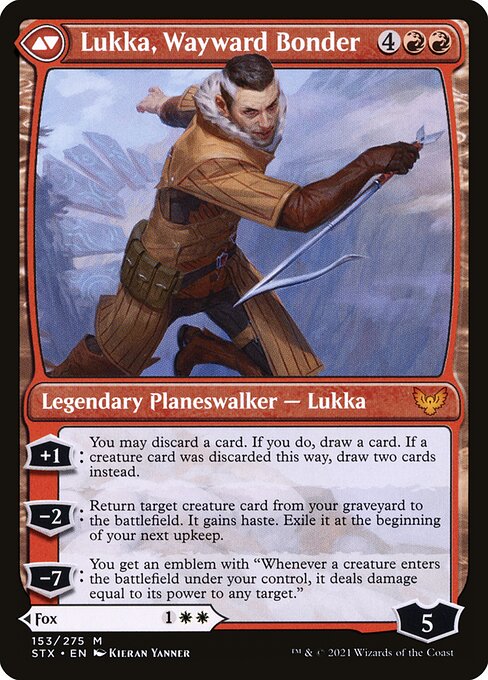 Lukka, Wayward Bonder 4
Legendary Planeswalker — Lukka
+1: You may discard a card. If you do, draw a card. If a
creature card was discarded this way, draw two cards
instead.
-2: Return target creature card from your graveyard to
the battlefield. It gains haste. Exile it at the beginning
of your next upkeep.
-7: You get an emblem with “Whenever a creature enters
the battlefield under your control, it deals damage
equal to its power to any target.”
Fox 1
5
153/275 M
STX • EN Kieran Yanner
™ & © 2021 Wizards of the Coast